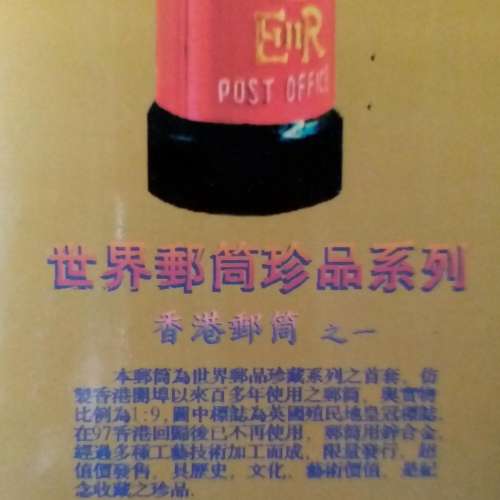 EIIR
POST OFFICE
世界郵筒珍品系列
香港郵筒 之一
本郵筒為世界郵品珍藏系列之首套，仿
製香港開埠以來百多年使用之郵筒，與實物
比例為1:9，圖中標誌為英國殖民地皇冠標誌，
在97香港回歸後已不再使用，郵筒用鋅合金，
經過多種工藝技術加工而成，限量發行，超
值價發售，具歷史，文化，藝術價值，是紀
念收藏之珍品．